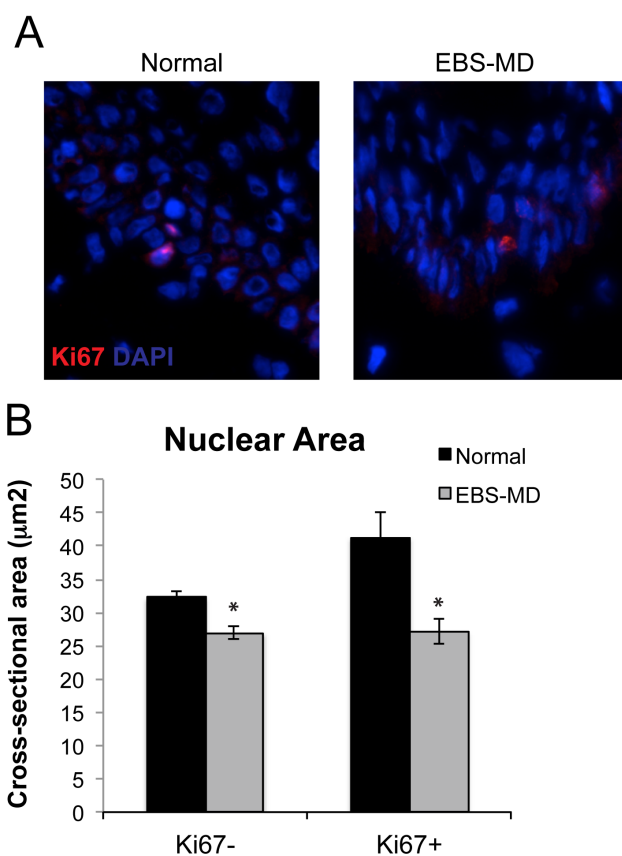 A
Normal
EBS-MD
Ki67 DAPI
B
Nuclear Area
Normal
EBS-MD
Cross-sectional area (µm2)
50
45
40
35
30
25
20
15
10
5
0
*
*
Ki67-
Ki67+